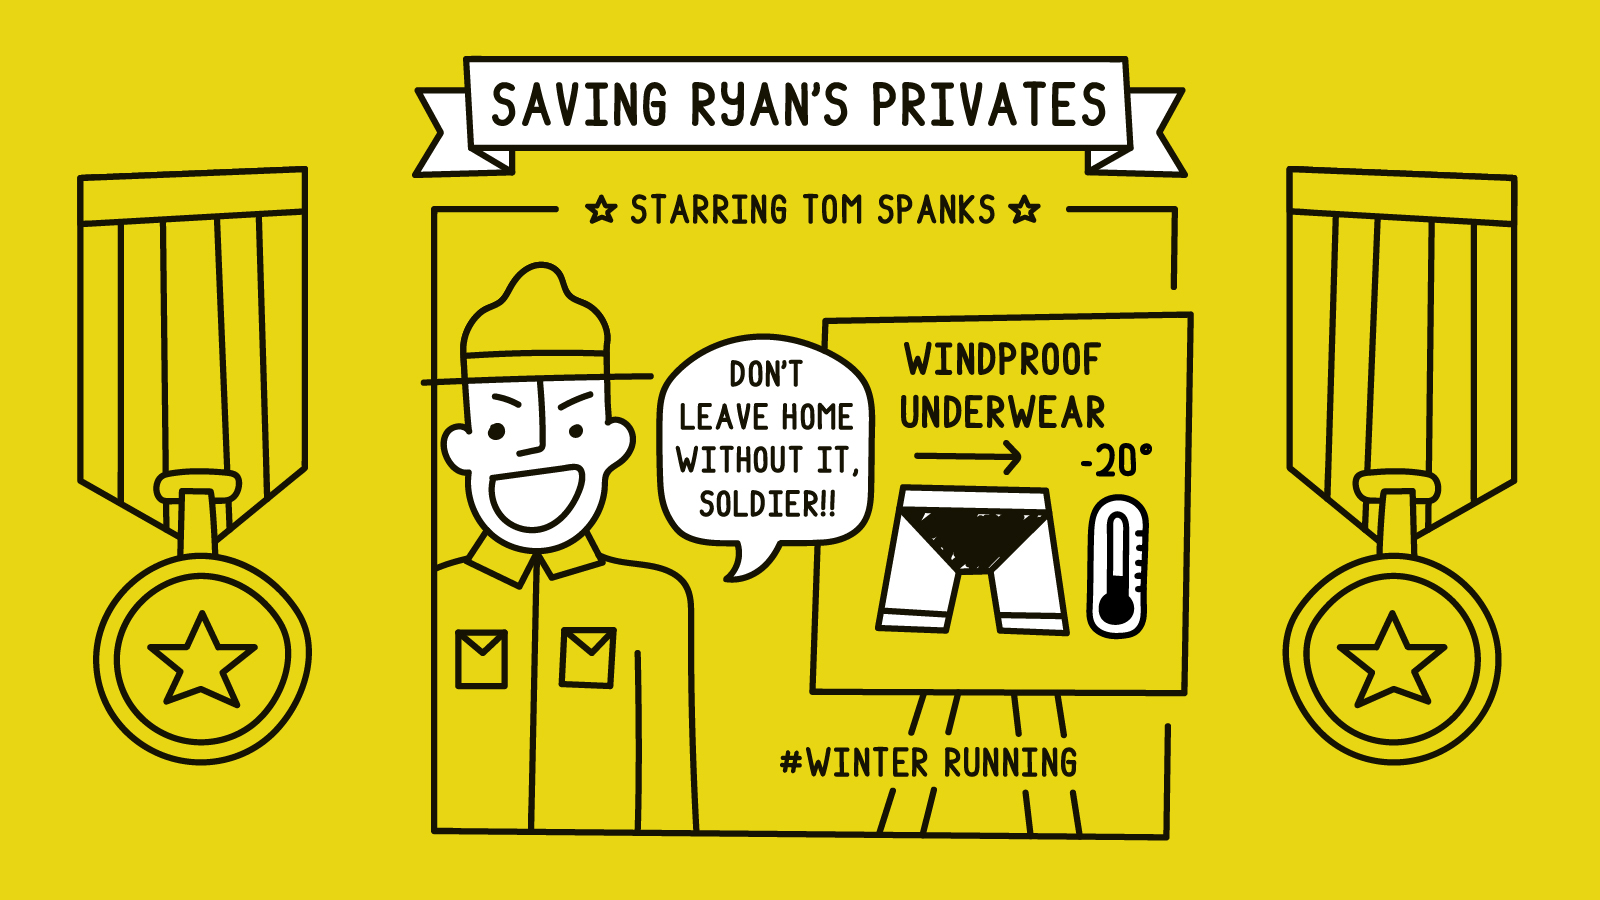 SAVING RYAN'S PRIVATES
STARRING TOM SPANKS
DON'T
LEAVE HOME
WITHOUT IT,
SOLDIER!!
WINDPROOF
UNDERWEAR
-20°
#WINTER RUNNING